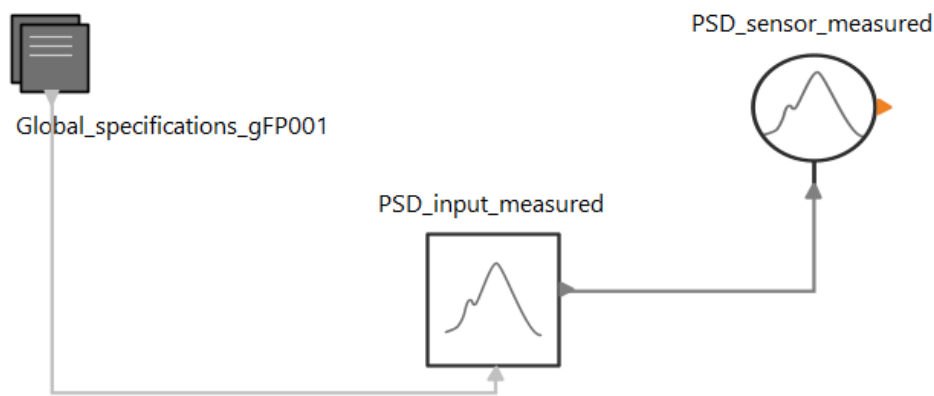 PSD_sensor_measured
Global_specifications_gFP001
PSD_input_measured